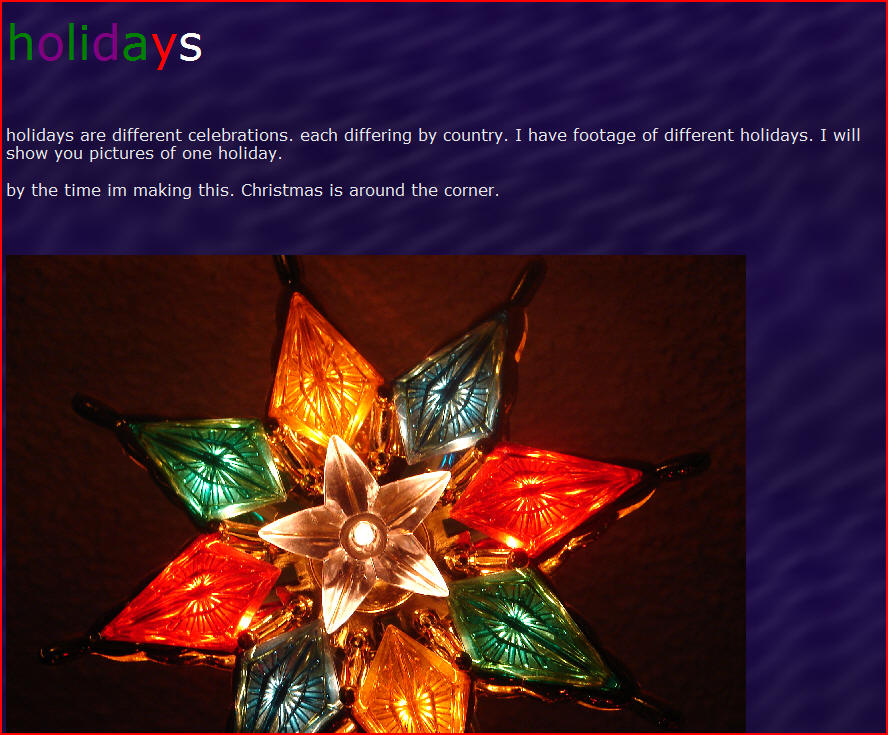 holidays
holidays are different celebrations. each differing by country. I have footage of different holidays. I will
show you pictures of one holiday.
by the time im making this. Christmas is around the corner.